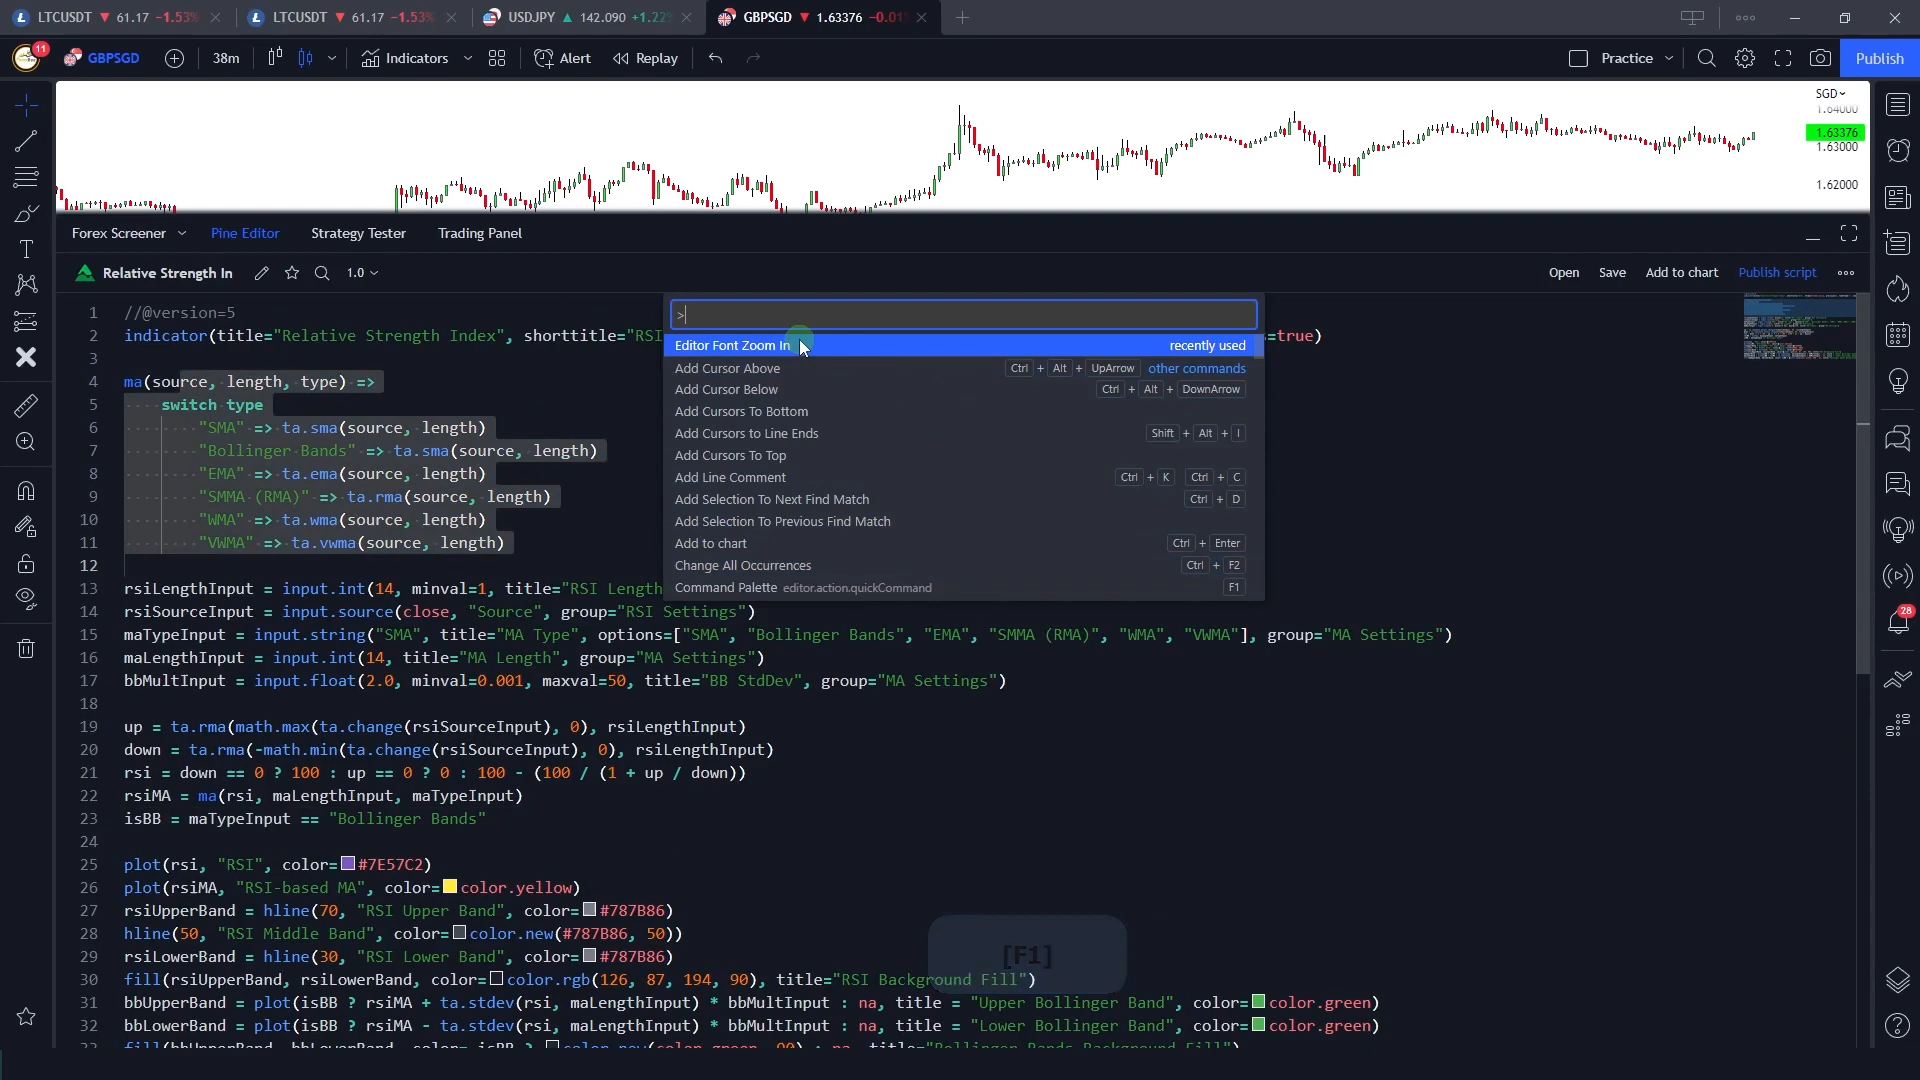 LTCUSDT ▼ 61.17 −1.53%
LTCUSDT ▼ 61.17 −1.53%
USDJPY ▲ 142.090 +1.22
GBPSGD ▼ 1.63376 −0.01
11
GBPSGD
38m
Indicators
Alert
Replay
Practice
Publish
SGD
1.64000
1.63376
1.63000
1.62000
Forex Screener
Pine Editor
Strategy Tester
Trading Panel
Relative Strength In
1.0
Open
Save
Add to chart
Publish script
>
Editor Font Zoom In recently used
Add Cursor Above Ctrl + Alt + UpArrow other commands
Add Cursor Below Ctrl + Alt + DownArrow
Add Cursors To Bottom
Add Cursors to Line Ends Shift + Alt + I
Add Cursors To Top
Add Line Comment Ctrl + K Ctrl + C
Add Selection To Next Find Match Ctrl + D
Add Selection To Previous Find Match
Add to chart Ctrl + Enter
Change All Occurrences Ctrl + F2
Command Palette editor.action.quickCommand F1
1 //@version=5
2 indicator(title="Relative Strength Index", shorttitle="RSI =true)
3
4 ma(source, length, type) =>
5 switch type
6 "SMA" => ta.sma(source, length)
7 "Bollinger Bands" => ta.sma(source, length)
8 "EMA" => ta.ema(source, length)
9 "SMMA (RMA)" => ta.rma(source, length)
10 "WMA" => ta.wma(source, length)
11 "VWMA" => ta.vwma(source, length)
12
13 rsiLengthInput = input.int(14, minval=1, title="RSI Length
14 rsiSourceInput = input.source(close, "Source", group="RSI Settings")
15 maTypeInput = input.string("SMA", title="MA Type", options=["SMA", "Bollinger Bands", "EMA", "SMMA (RMA)", "WMA", "VWMA"], group="MA Settings")
16 maLengthInput = input.int(14, title="MA Length", group="MA Settings")
17 bbMultInput = input.float(2.0, minval=0.001, maxval=50, title="BB StdDev", group="MA Settings")
18
19 up = ta.rma(math.max(ta.change(rsiSourceInput), 0), rsiLengthInput)
20 down = ta.rma(-math.min(ta.change(rsiSourceInput), 0), rsiLengthInput)
21 rsi = down == 0 ? 100 : up == 0 ? 0 : 100 - (100 / (1 + up / down))
22 rsiMA = ma(rsi, maLengthInput, maTypeInput)
23 isBB = maTypeInput == "Bollinger Bands"
24
25 plot(rsi, "RSI", color=#7E57C2)
26 plot(rsiMA, "RSI-based MA", color=color.yellow)
27 rsiUpperBand = hline(70, "RSI Upper Band", color=#787B86)
28 hline(50, "RSI Middle Band", color=color.new(#787B86, 50))
29 rsiLowerBand = hline(30, "RSI Lower Band", color=#787B86)
30 fill(rsiUpperBand, rsiLowerBand, color=color.rgb(126, 87, 194, 90), title="RSI Background Fill")
31 bbUpperBand = plot(isBB ? rsiMA + ta.stdev(rsi, maLengthInput) * bbMultInput : na, title = "Upper Bollinger Band", color=color.green)
32 bbLowerBand = plot(isBB ? rsiMA - ta.stdev(rsi, maLengthInput) * bbMultInput : na, title = "Lower Bollinger Band", color=color.green)
[F1]
28